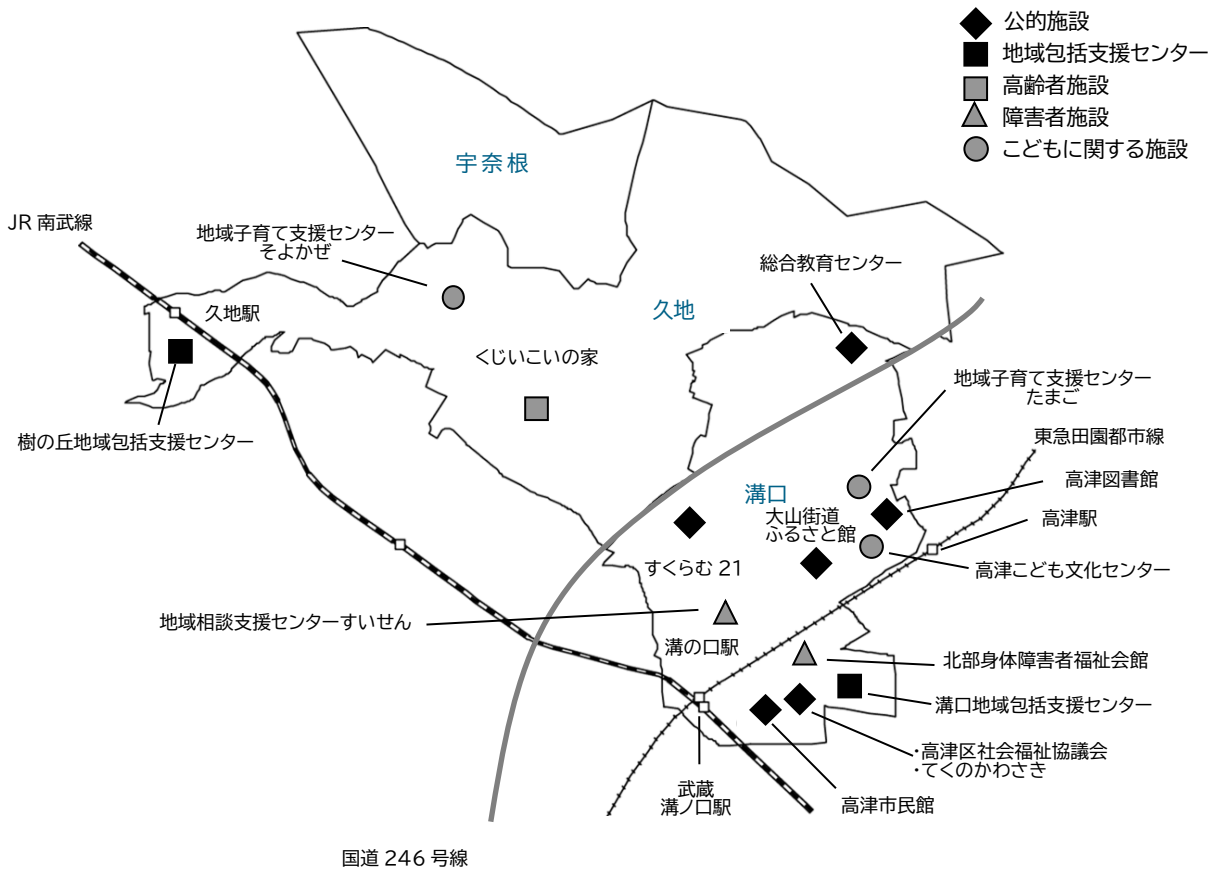 公的施設
地域包括支援センター
高齢者施設
障害者施設
こどもに関する施設
宇奈根
JR 南武線
地域子育て支援センター
そよかぜ
総合教育センター
久地駅
久地
くじいこいの家
地域子育て支援センター
たまご
樹の丘地域包括支援センター
東急田園都市線
高津図書館
溝口
大山街道
ふるさと館
高津駅
すくらむ 21
高津こども文化センター
地域相談支援センターすいせん
溝の口駅
北部身体障害者福祉会館
溝口地域包括支援センター
・高津区社会福祉協議会
・てくのかわさき
武蔵
溝ノ口駅
高津市民館
国道 246 号線